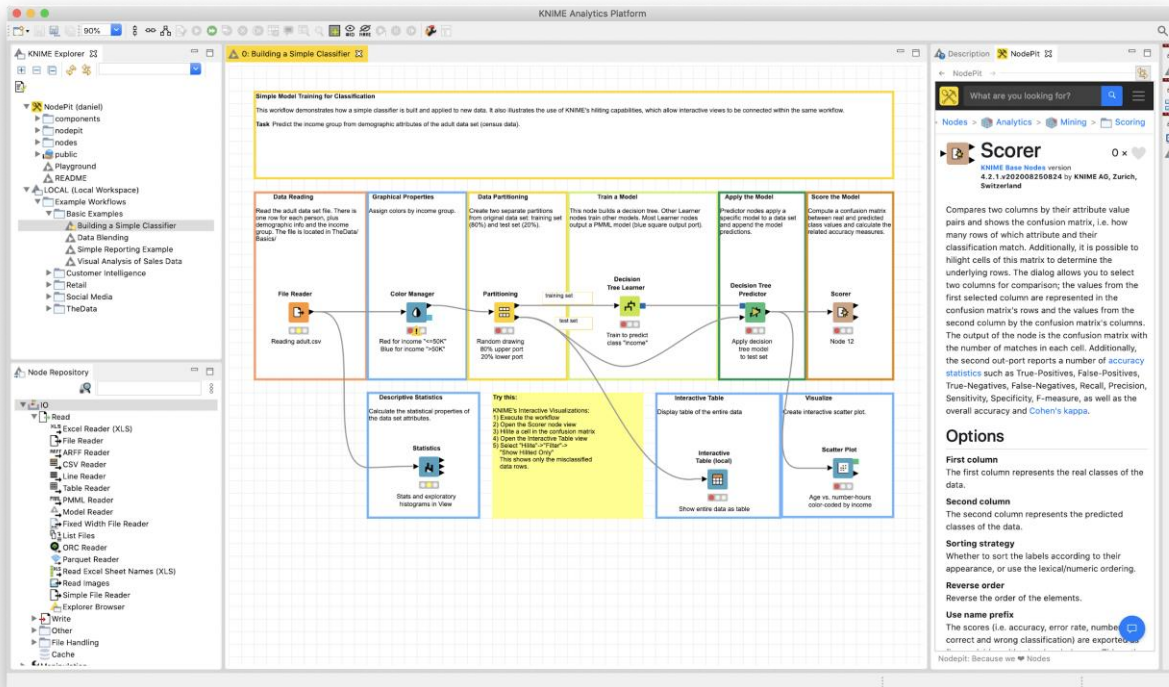 KNIME Analytics Platform
90%
KNIME Explorer
NodePit (daniel)
components
nodepit
nodes
public
Playground
README
LOCAL (Local Workspace)
Example Workflows
Basic Examples
Building a Simple Classifier
Data Blending
Simple Reporting Example
Visual Analysis of Sales Data
Customer Intelligence
Retail
Social Media
TheData
Node Repository
IO
Read
Excel Reader (XLS)
File Reader
ARFF Reader
CSV Reader
Line Reader
Table Reader
PMML Reader
Model Reader
Fixed Width File Reader
List Files
ORC Reader
Parquet Reader
Read Excel Sheet Names (XLS)
Read Images
Simple File Reader
Explorer Browser
Write
Other
File Handling
Cache
0: Building a Simple Classifier
Simple Model Training for Classification
This workflow demonstrates how a simple classifier is built and applied to new data. It also illustrates the use of KNIME's hiliting capabilities, which allow interactive views to be connected within the same workflow.
Task Predict the income group from demographic attributes of the adult data set (census data).
Data Reading
Read the adult data set file. There is
one row for each person, plus
demographic info and the income
group. The file is located in TheData/
Basics/
File Reader
Reading adult.csv
Graphical Properties
Assign colors by income group.
Color Manager
Red for income "<=50K"
Blue for income ">50K"
Data Partitioning
Create two separate partitions
from original data set: training set
(80%) and test set (20%).
Partitioning
Random drawing
80% upper port
20% lower port
training set
test set
Train a Model
This node builds a decision tree. Other Learner
nodes train other models. Most Learner nodes
output a PMML model (blue square output port).
Decision
Tree Learner
Train to predict
class "income"
Apply the Model
Predictor nodes apply a
specific model to a data set
and append the model
predictions.
Decision Tree
Predictor
Apply decision
tree model
to test set
Score the Model
Compute a confusion matrix
between real and predicted
class values and calculate the
related accuracy measures.
Scorer
Node 12
Descriptive Statistics
Calculate the statistical properties of
the data set attributes.
Statistics
Stats and exploratory
histograms in View
Try this:
KNIME's Interactive Visualizations:
1) Execute the workflow
2) Open the Scorer node view
3) Hilite a cell in the confusion matrix
4) Open the Interactive Table view
5) Select "Hilite"->"Filter"->
"Show Hilited Only"
This shows only the misclassified
data rows.
Interactive Table
Display table of the entire data
Interactive
Table (local)
Show entire data as table
Visualize
Create interactive scatter plot.
Scatter Plot
Age vs. number-hours
color-coded by income
Description
NodePit
← NodePit →
What are you looking for?
Nodes > Analytics > Mining > Scoring
Scorer
0 ×
KNIME Base Nodes version
4.2.1.v202008250824 by KNIME AG, Zurich,
Switzerland
Compares two columns by their attribute value
pairs and shows the confusion matrix, i.e. how
many rows of which attribute and their
classification match. Additionally, it is possible to
hilight cells of this matrix to determine the
underlying rows. The dialog allows you to select
two columns for comparison; the values from the
first selected column are represented in the
confusion matrix's rows and the values from the
second column by the confusion matrix's columns.
The output of the node is the confusion matrix with
the number of matches in each cell. Additionally,
the second out-port reports a number of accuracy
statistics such as True-Positives, False-Positives,
True-Negatives, False-Negatives, Recall, Precision,
Sensitivity, Specificity, F-measure, as well as the
overall accuracy and Cohen's kappa.
Options
First column
The first column represents the real classes of the
data.
Second column
The second column represents the predicted
classes of the data.
Sorting strategy
Whether to sort the labels according to their
appearance, or use the lexical/numeric ordering.
Reverse order
Reverse the order of the elements.
Use name prefix
The scores (i.e. accuracy, error rate, number
correct and wrong classification) are exported
Nodepit: Because we ❤ Nodes